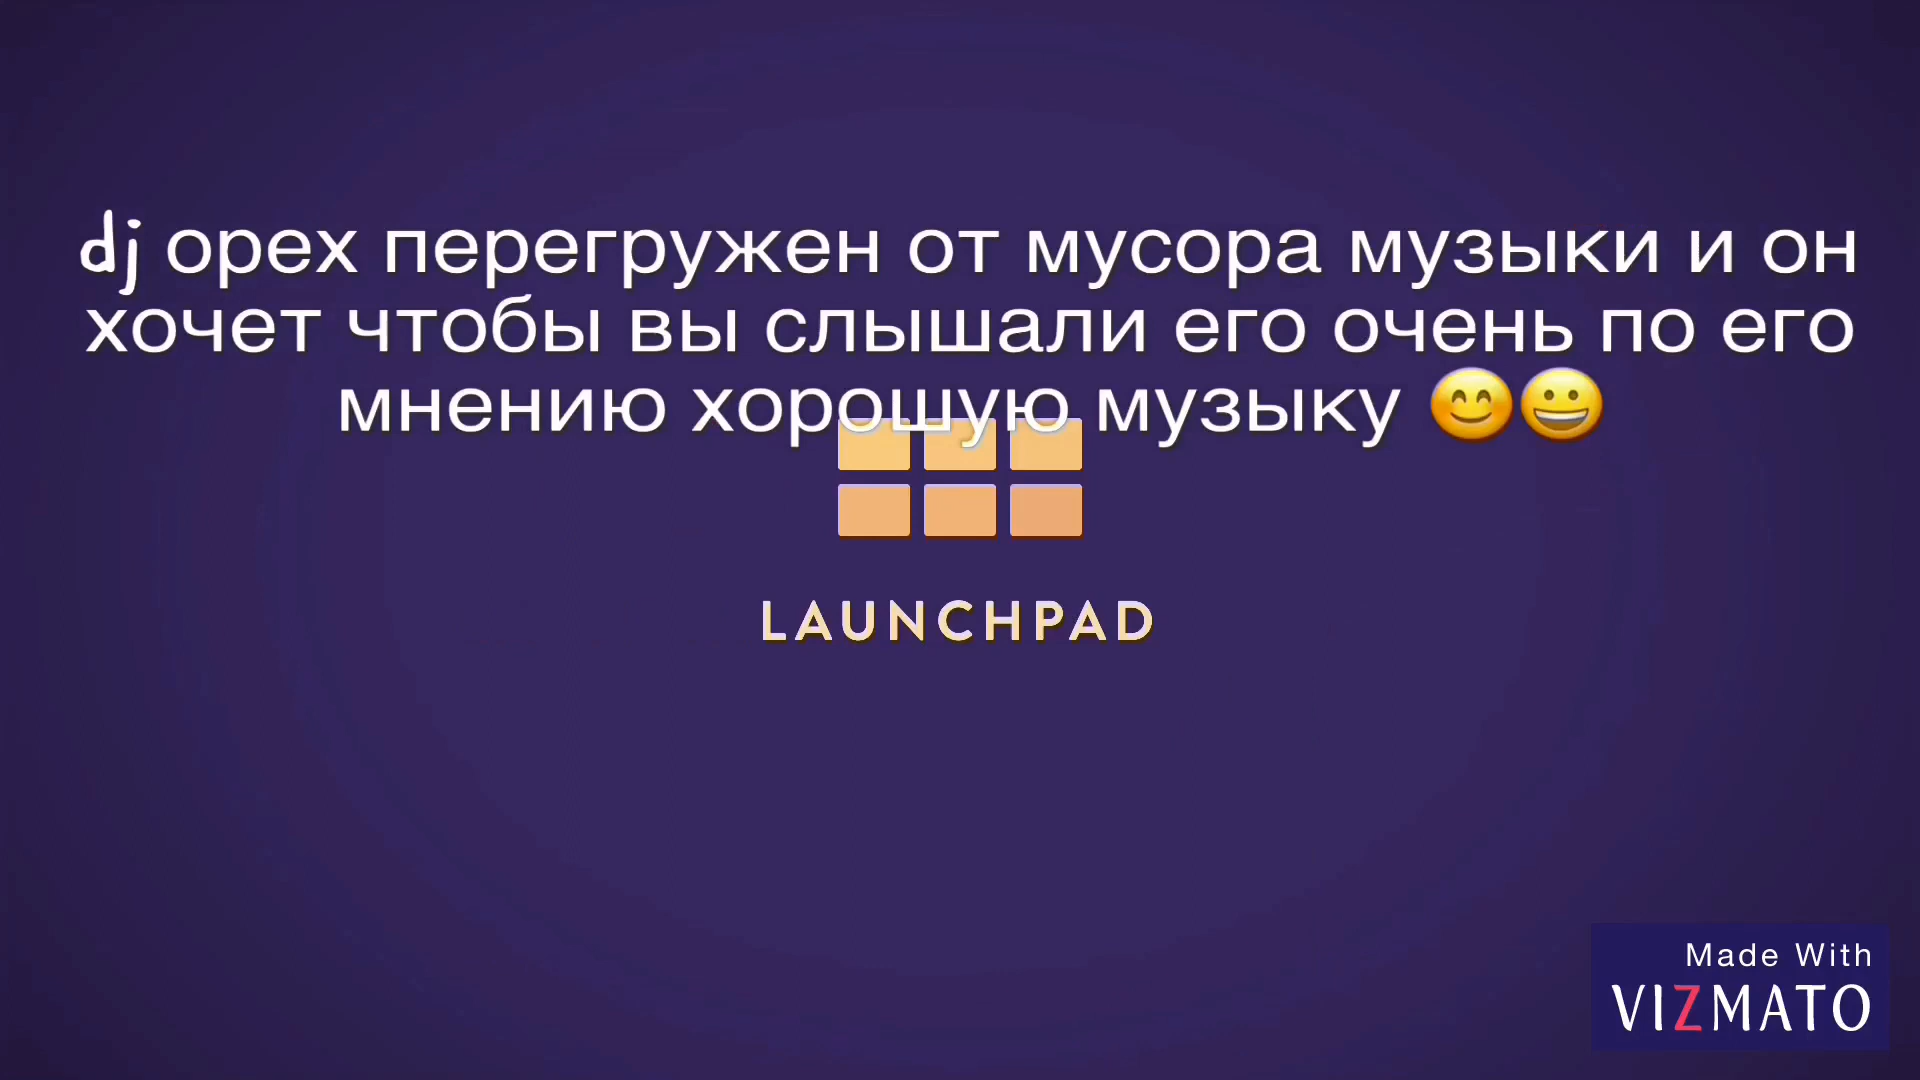 dj орех перегружен от мусора музыки и он
хочет чтобы вы слышали его очень по его
мнению хорошую музыку 😊😀
LAUNCHPAD
Made With
VIZMATO